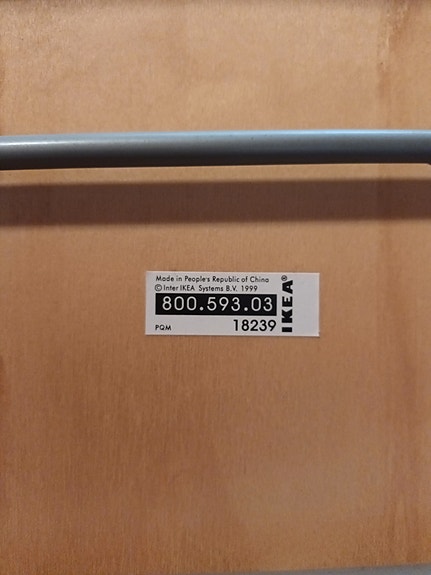 Made in People's Republic of China
© Inter IKEA Systems B.V. 1999
800.593.03
PQM 18239
IKEA®